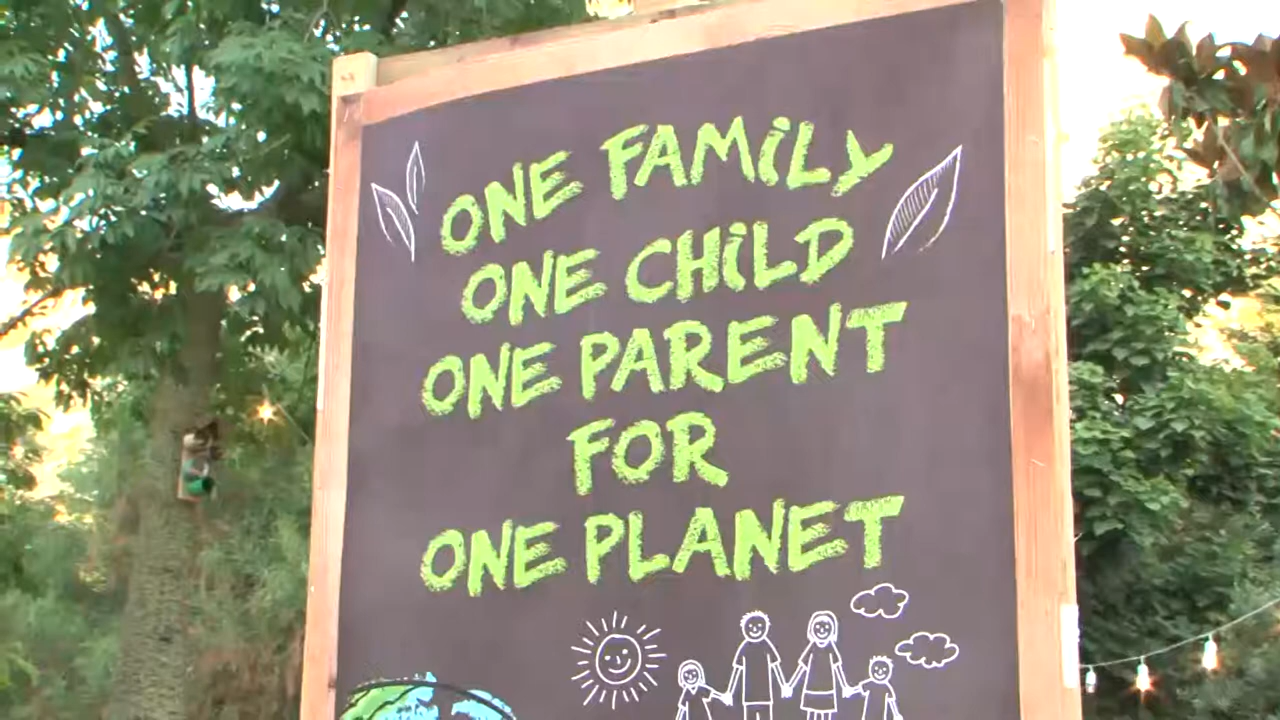 ONE FAMILY
ONE CHILD
ONE PARENT
FOR
ONE PLANET